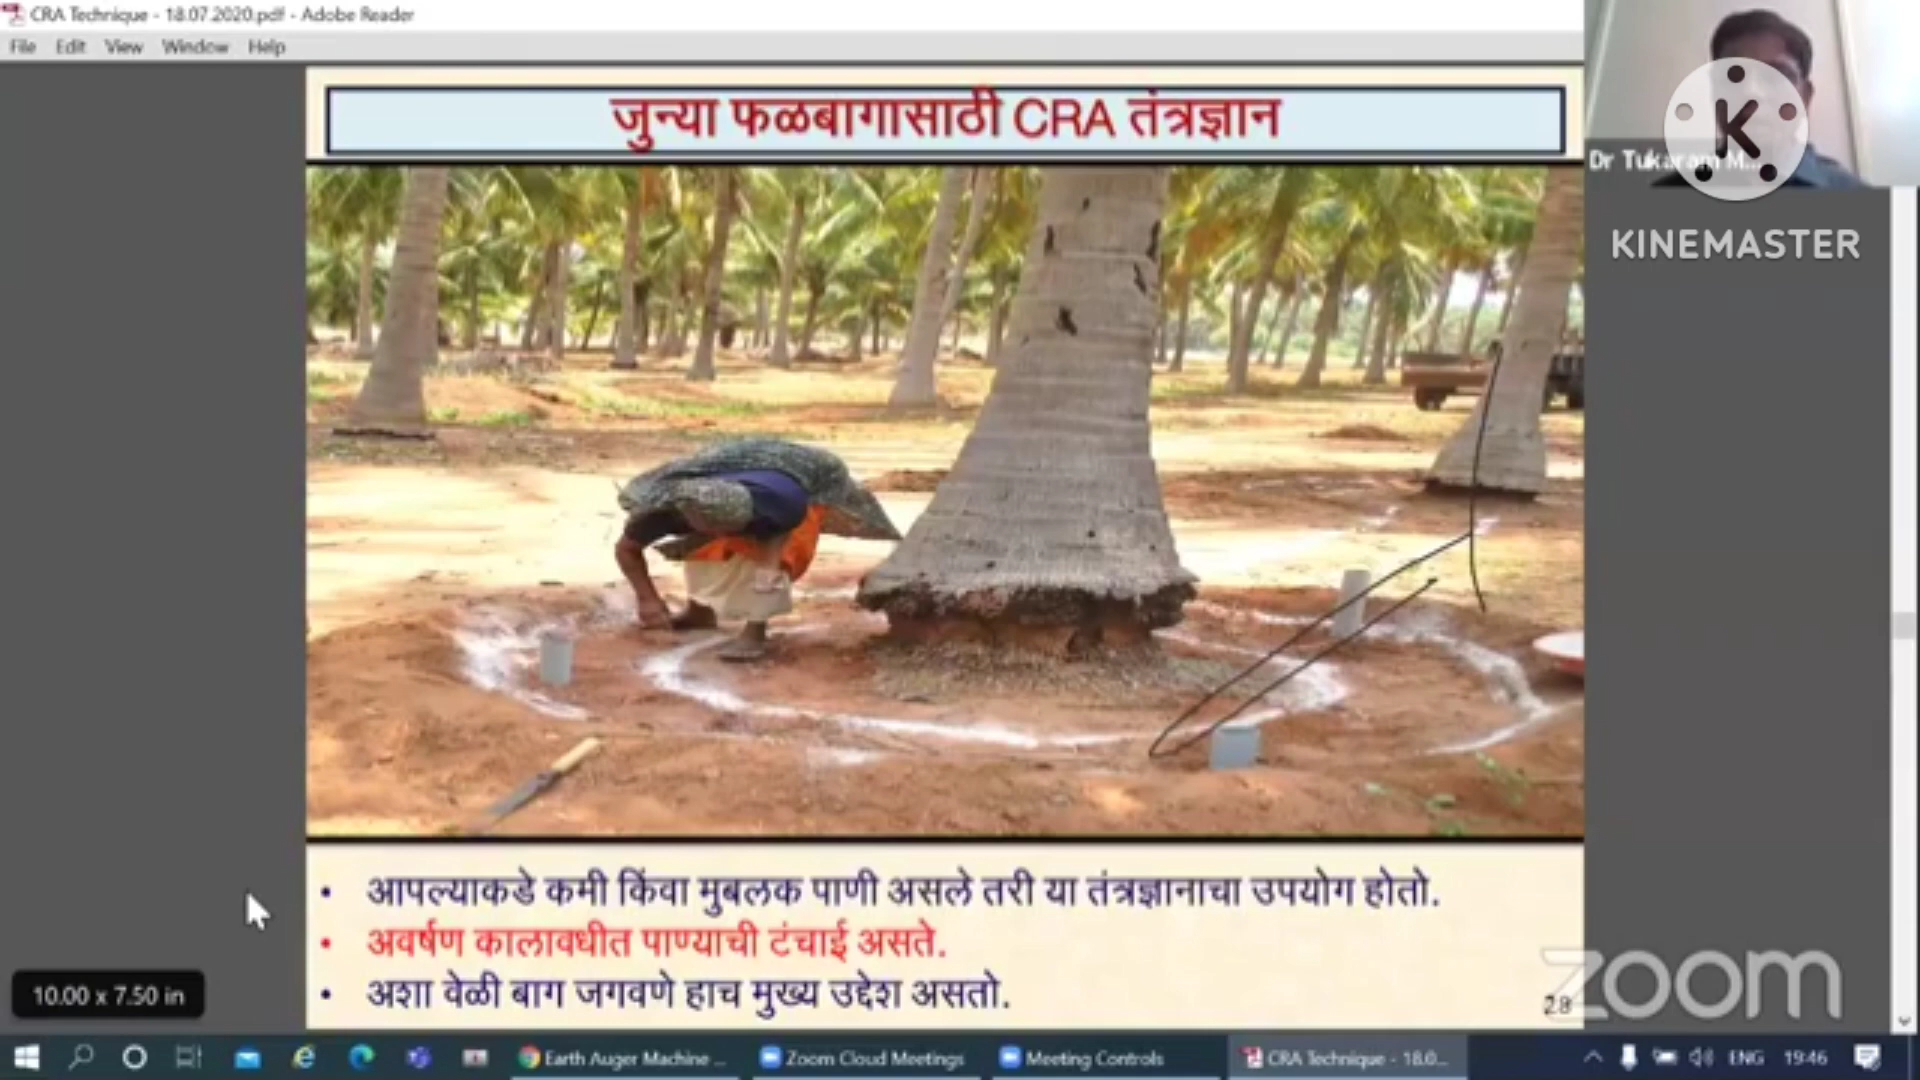 CRA Technique - 18.07.2020.pdf - Adobe Reader
File Edit View Window Help
जुन्या फळबागासाठी CRA तंत्रज्ञान
K
Dr Tukaram M...
KINEMASTER
• आपल्याकडे कमी किंवा मुबलक पाणी असले तरी या तंत्रज्ञानाचा उपयोग होतो.
• अवर्षण कालावधीत पाण्याची टंचाई असते.
• अशा वेळी बाग जगवणे हाच मुख्य उद्देश असतो.
28
zoom
10.00 x 7.50 in
Earth Auger Machine ... Zoom Cloud Meetings Meeting Controls CRA Technique - 18.0... ENG 19:46